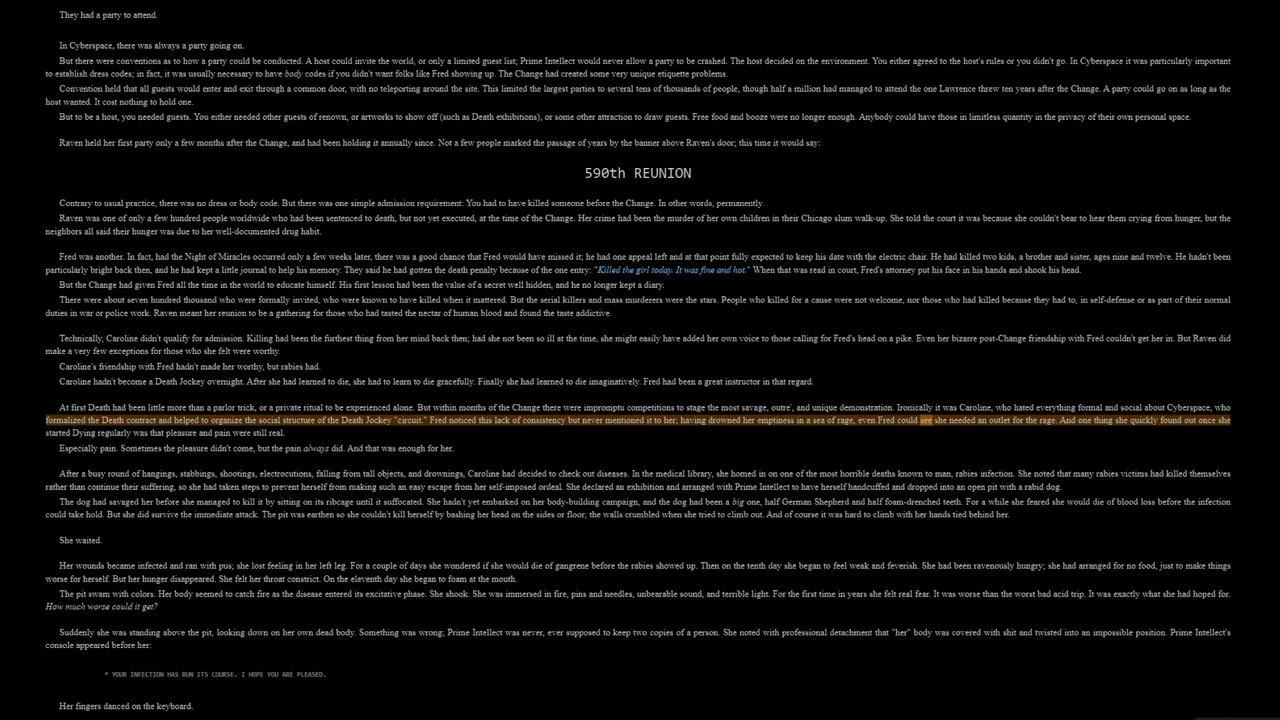 They had a party to attend.
In Cyberspace, there was always a party going on.
But there were conventions as to how a party could be conducted. A host could invite the world, or only a limited guest list; Prime Intellect would never allow a party to be crashed. The host decided on the environment. You either agreed to the host's rules or you didn't go. In Cyberspace it was particularly important
to establish dress codes; in fact, it was usually necessary to have body codes if you didn't want folks like Fred showing up. The Change had created some very unique etiquette problems.
Convention held that all guests would enter and exit through a common door, with no teleporting around the site. This limited the largest parties to several tens of thousands of people, though half a million had managed to attend the one Lawrence threw ten years after the Change. A party could go on as long as the
host wanted. It cost nothing to hold one.
But to be a host, you needed guests. You either needed other guests of renown, or artworks to show off (such as Death exhibitions), or some other attraction to draw guests. Free food and booze were no longer enough. Anybody could have those in limitless quantity in the privacy of their own personal space.
Raven held her first party only a few months after the Change, and had been holding it annually since. Not a few people marked the passage of years by the banner above Raven's door; this time it would say:
590th REUNION
Contrary to usual practice, there was no dress or body code. But there was one simple admission requirement: You had to have killed someone before the Change. In other words, permanently.
Raven was one of only a few hundred people worldwide who had been sentenced to death, but not yet executed, at the time of the Change. Her crime had been the murder of her own children in their Chicago slum walk-up. She told the court it was because she couldn't bear to hear them crying from hunger, but the
neighbors all said their hunger was due to her well-documented drug habit.
Fred was another. In fact, had the Night of Miracles occurred only a few weeks later, there was a good chance that Fred would have missed it; he had one appeal left and at that point fully expected to keep his date with the electric chair. He had killed two kids, a brother and sister, ages nine and twelve. He hadn't been
particularly bright back then, and he had kept a little journal to help his memory. They said he had gotten the death penalty because of the one entry: "Killed the girl today. It was fine and hot." When that was read in court, Fred's attorney put his face in his hands and shook his head.
But the Change had given Fred all the time in the world to educate himself. His first lesson had been the value of a secret well hidden, and he no longer kept a diary.
There were about seven hundred thousand who were formally invited, who were known to have killed when it mattered. But the serial killers and mass murderers were the stars. People who killed for a cause were not welcome, nor those who had killed because they had to, in self-defense or as part of their normal
duties in war or police work. Raven meant her reunion to be a gathering for those who had tasted the nectar of human blood and found the taste addictive.
Technically, Caroline didn't qualify for admission. Killing had been the furthest thing from her mind back then; had she not been so ill at the time, she might easily have added her own voice to those calling for Fred's head on a pike. Even her bizarre post-Change friendship with Fred couldn't get her in. But Raven did
make a very few exceptions for those who she felt were worthy.
Caroline's friendship with Fred hadn't made her worthy, but rabies had.
Caroline hadn't become a Death Jockey overnight. After she had learned to die, she had to learn to die gracefully. Finally she had learned to die imaginatively. Fred had been a great instructor in that regard.
At first Death had been little more than a parlor trick, or a private ritual to be experienced alone. But within months of the Change there were impromptu competitions to stage the most savage, outre', and unique demonstration. Ironically it was Caroline, who hated everything formal and social about Cyberspace, who
formalized the Death contract and helped to organize the social structure of the Death Jockey "circuit." Fred noticed this lack of consistency but never mentioned it to her; having drowned her emptiness in a sea of rage, even Fred could see she needed an outlet for the rage. And one thing she quickly found out once she
started Dying regularly was that pleasure and pain were still real.
Especially pain. Sometimes the pleasure didn't come, but the pain always did. And that was enough for her.
After a busy round of hangings, stabbings, shootings, electrocutions, falling from tall objects, and drownings, Caroline had decided to check out diseases. In the medical library, she homed in on one of the most horrible deaths known to man, rabies infection. She noted that many rabies victims had killed themselves
rather than continue their suffering, so she had taken steps to prevent herself from making such an easy escape from her self-imposed ordeal. She declared an exhibition and arranged with Prime Intellect to have herself handcuffed and dropped into an open pit with a rabid dog.
The dog had savaged her before she managed to kill it by sitting on its ribcage until it suffocated. She hadn't yet embarked on her body-building campaign, and the dog had been a big one, half German Shepherd and half foam-drenched teeth. For a while she feared she would die of blood loss before the infection
could take hold. But she did survive the immediate attack. The pit was earthen so she couldn't kill herself by bashing her head on the sides or floor; the walls crumbled when she tried to climb out. And of course it was hard to climb with her hands tied behind her.
She waited.
Her wounds became infected and ran with pus; she lost feeling in her left leg. For a couple of days she wondered if she would die of gangrene before the rabies showed up. Then on the tenth day she began to feel weak and feverish. She had been ravenously hungry; she had arranged for no food, just to make things
worse for herself. But her hunger disappeared. She felt her throat constrict. On the eleventh day she began to foam at the mouth.
The pit swam with colors. Her body seemed to catch fire as the disease entered its excitative phase. She shook. She was immersed in fire, pins and needles, unbearable sound, and terrible light. For the first time in years she felt real fear. It was worse than the worst bad acid trip. It was exactly what she had hoped for.
How much worse could it get?
Suddenly she was standing above the pit, looking down on her own dead body. Something was wrong; Prime Intellect was never, ever supposed to keep two copies of a person. She noted with professional detachment that "her" body was covered with shit and twisted into an impossible position. Prime Intellect's
console appeared before her:
* YOUR INFECTION HAS RUN ITS COURSE. I HOPE YOU ARE PLEASED.
Her fingers danced on the keyboard.